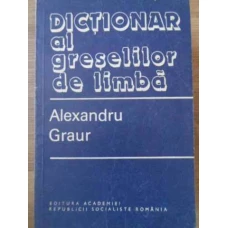 DICȚIONAR
al
greșelilor
de limbă
Alexandru
Graur
EDITURA ACADEMIEI
REPUBLICII SOCIALISTE ROMÂNIA